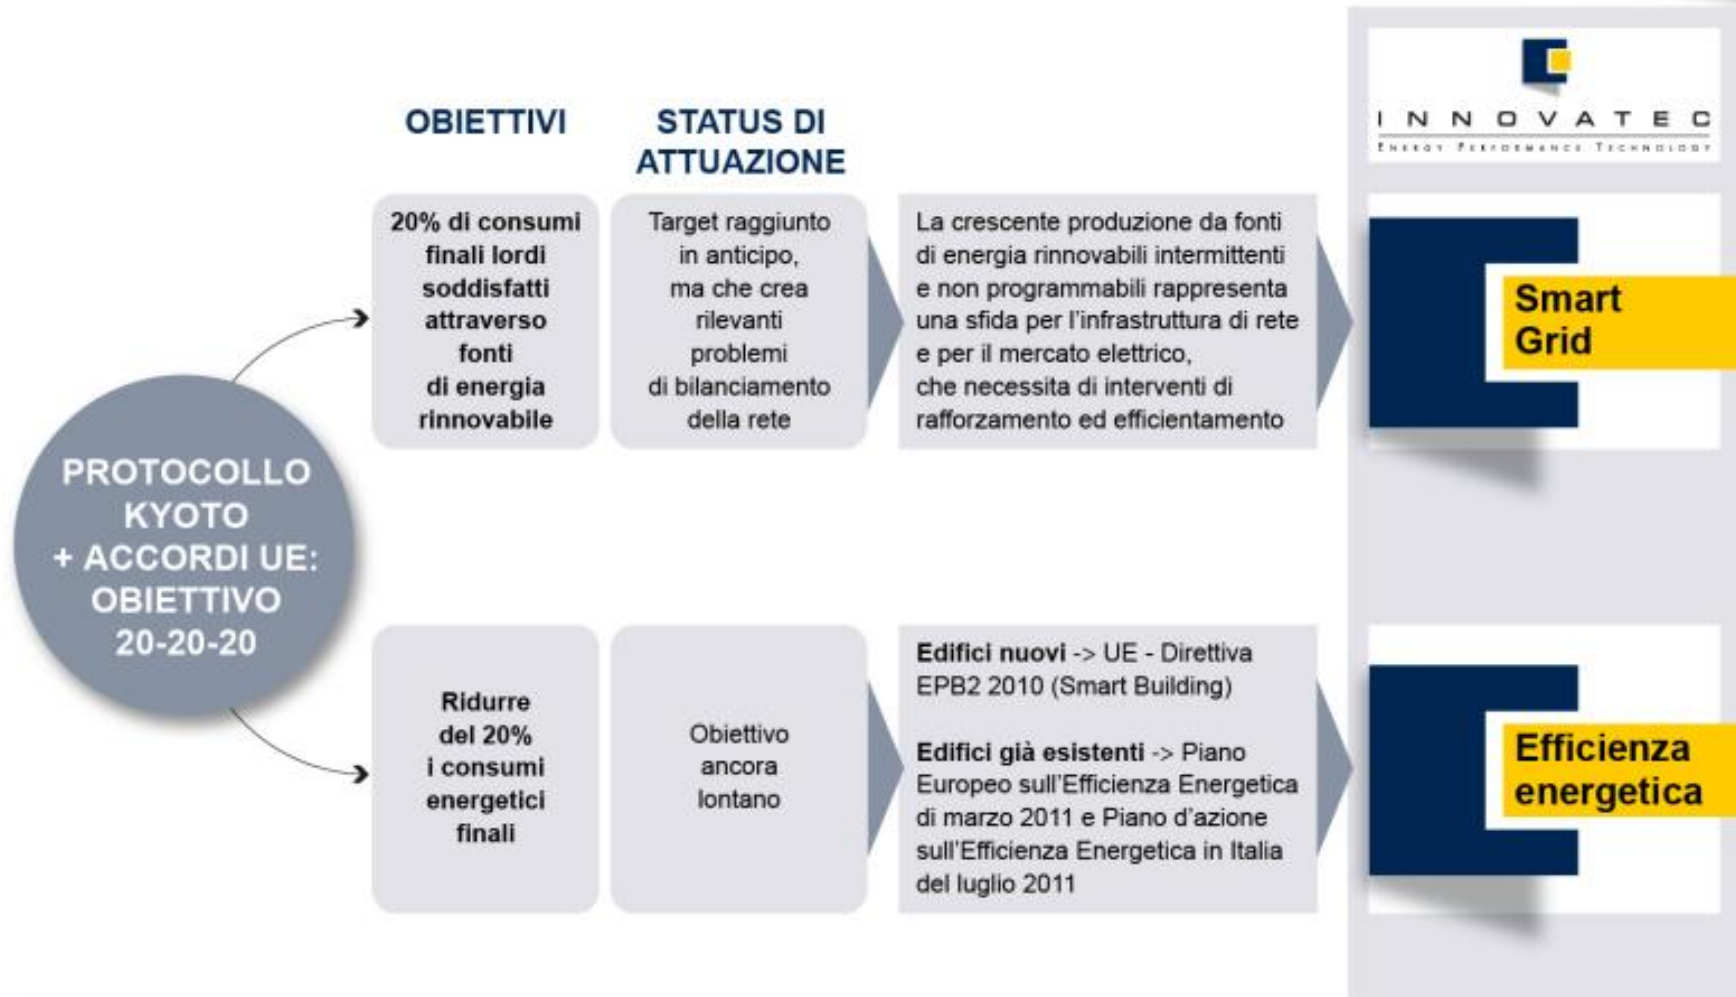 OBIETTIVI
STATUS DI
ATTUAZIONE
INNOVATEC
ENERGY PERFORMANCE TECHNOLOGY
PROTOCOLLO
KYOTO
+ ACCORDI UE:
OBIETTIVO
20-20-20
20% di consumi
finali lordi
soddisfatti
attraverso
fonti
di energia
rinnovabile
Target raggiunto
in anticipo,
ma che crea
rilevanti
problemi
di bilanciamento
della rete
La crescente produzione da fonti
di energia rinnovabili intermittenti
e non programmabili rappresenta
una sfida per l'infrastruttura di rete
e per il mercato elettrico,
che necessita di interventi di
rafforzamento ed efficientamento
Smart
Grid
Ridurre
del 20%
i consumi
energetici
finali
Obiettivo
ancora
lontano
Edifici nuovi -> UE - Direttiva
EPB2 2010 (Smart Building)
Edifici già esistenti -> Piano
Europeo sull'Efficienza Energetica
di marzo 2011 e Piano d'azione
sull'Efficienza Energetica in Italia
del luglio 2011
Efficienza
energetica